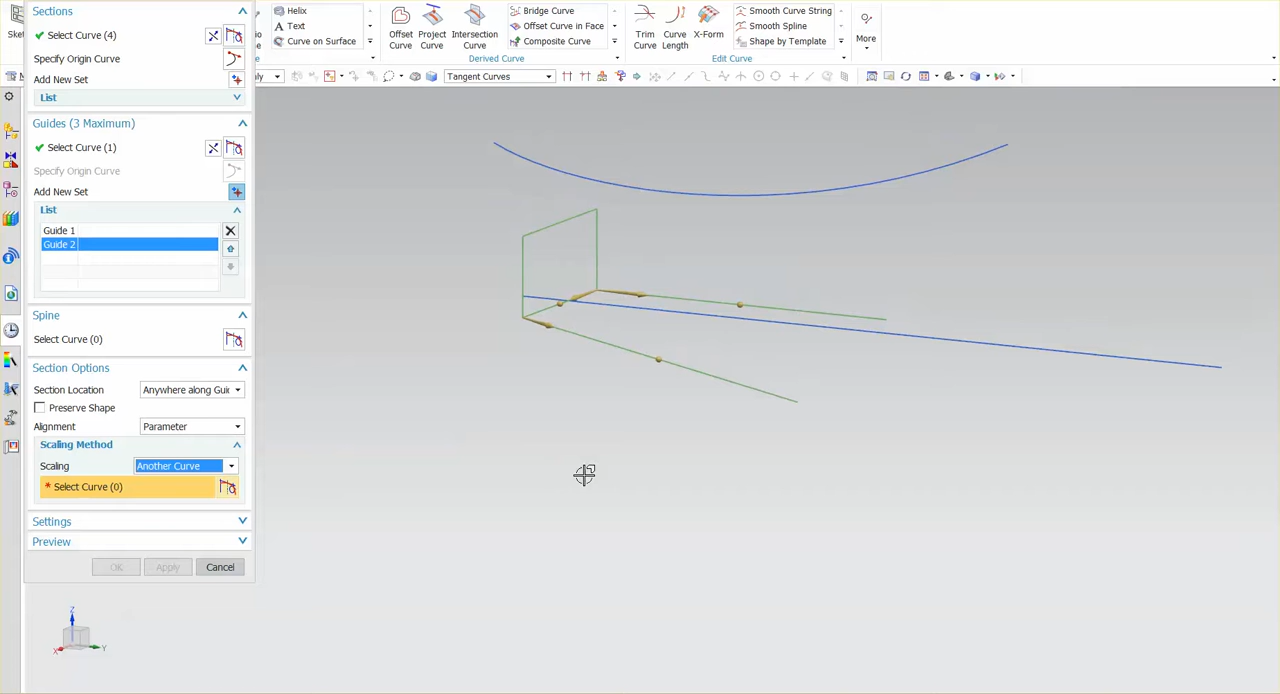 Sections
Select Curve (4)
Specify Origin Curve
Add New Set
List
Guides (3 Maximum)
Select Curve (1)
Specify Origin Curve
Add New Set
List
Guide 1
Guide 2
Spine
Select Curve (0)
Section Options
Section Location
Anywhere along Gui
Preserve Shape
Alignment
Parameter
Scaling Method
Scaling
Another Curve
* Select Curve (0)
Settings
Preview
OK
Apply
Cancel
Helix
Text
Curve on Surface
Offset
Curve
Project
Curve
Intersection
Curve
Bridge Curve
Offset Curve in Face
Composite Curve
Derived Curve
Trim
Curve
Curve
Length
X-Form
Smooth Curve String
Smooth Spline
Shape by Template
Edit Curve
More
Tangent Curves
Z
X
Y